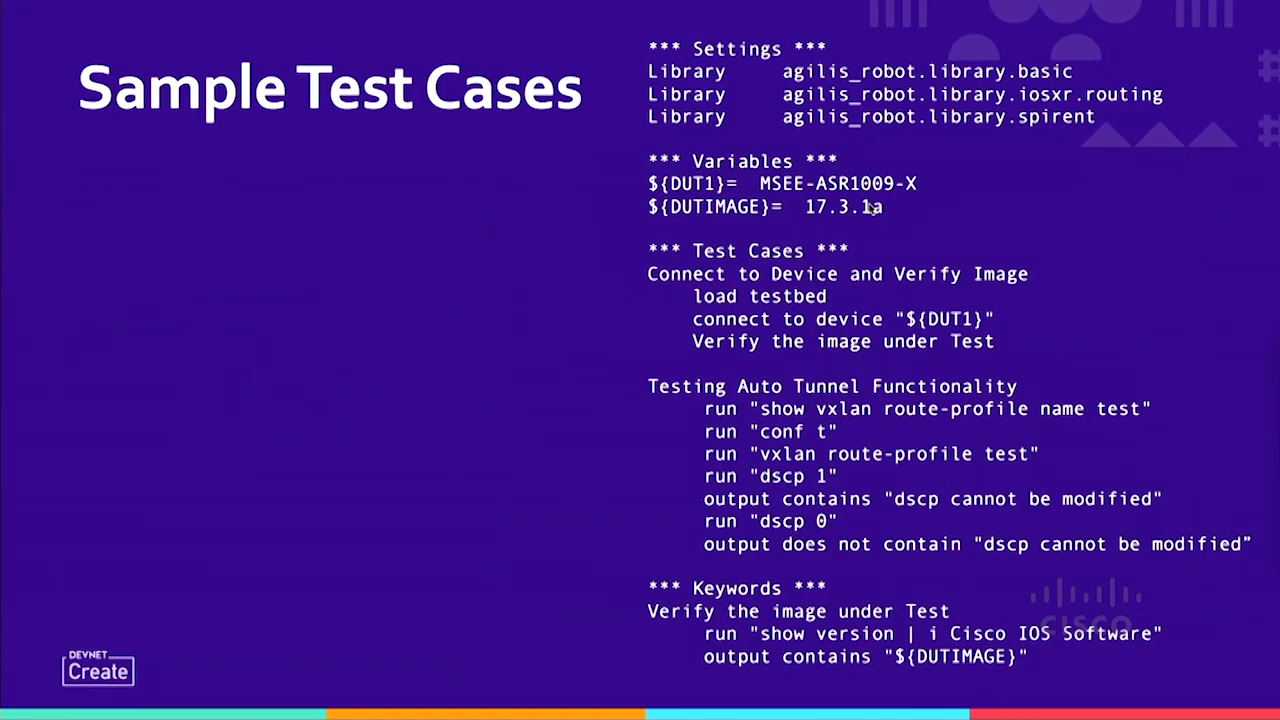 Sample Test Cases
*** Settings ***
Library agilis_robot.library.basic
Library agilis_robot.library.iosxr.routing
Library agilis_robot.library.spirent
*** Variables ***
${DUT1}= MSEE-ASR1009-X
${DUTIMAGE}= 17.3.1a
*** Test Cases ***
Connect to Device and Verify Image
load testbed
connect to device "${DUT1}"
Verify the image under Test
Testing Auto Tunnel Functionality
run "show vxlan route-profile name test"
run "conf t"
run "vxlan route-profile test"
run "dscp 1"
output contains "dscp cannot be modified"
run "dscp 0"
output does not contain "dscp cannot be modified”
*** Keywords ***
Verify the image under Test
run "show version | i Cisco IOS Software"
output contains "${DUTIMAGE}"
CISCO
DEVNET
Create